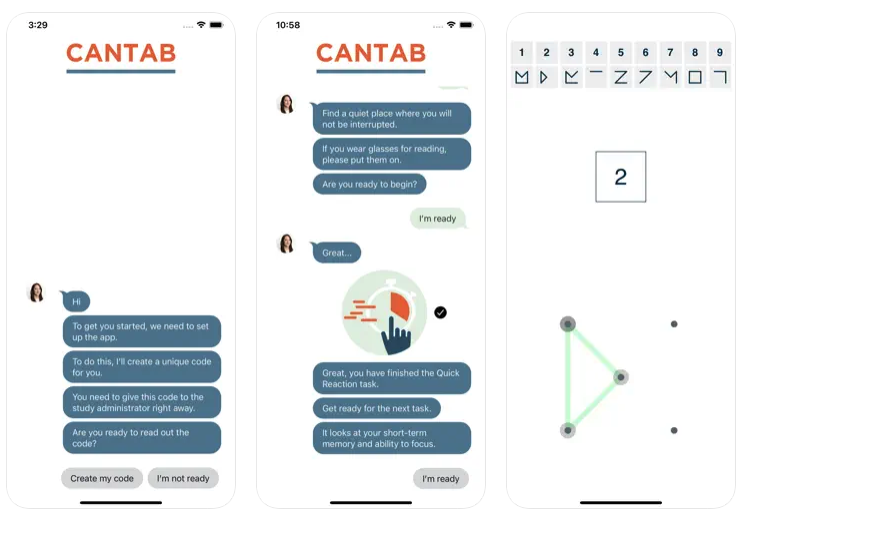 3:29
CANTAB
Hi
To get you started, we need to set
up the app.
To do this, I'll create a unique code
for you.
You need to give this code to the
study administrator right away.
Are you ready to read out the
code?
Create my code
I'm not ready
10:58
CANTAB
Find a quiet place where you will
not be interrupted.
If you wear glasses for reading,
please put them on.
Are you ready to begin?
I'm ready
Great...
Great, you have finished the Quick
Reaction task.
Get ready for the next task.
It looks at your short-term
memory and ability to focus.
I'm ready
1 2 3 4 5 6 7 8 9
2